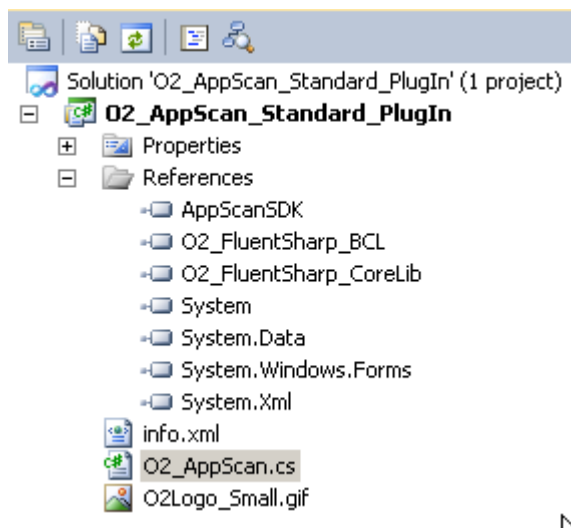 Solution 'O2_AppScan_Standard_PlugIn' (1 project)
O2_AppScan_Standard_PlugIn
Properties
References
AppScanSDK
O2_FluentSharp_BCL
O2_FluentSharp_CoreLib
System
System.Data
System.Windows.Forms
System.Xml
info.xml
O2_AppScan.cs
O2Logo_Small.gif